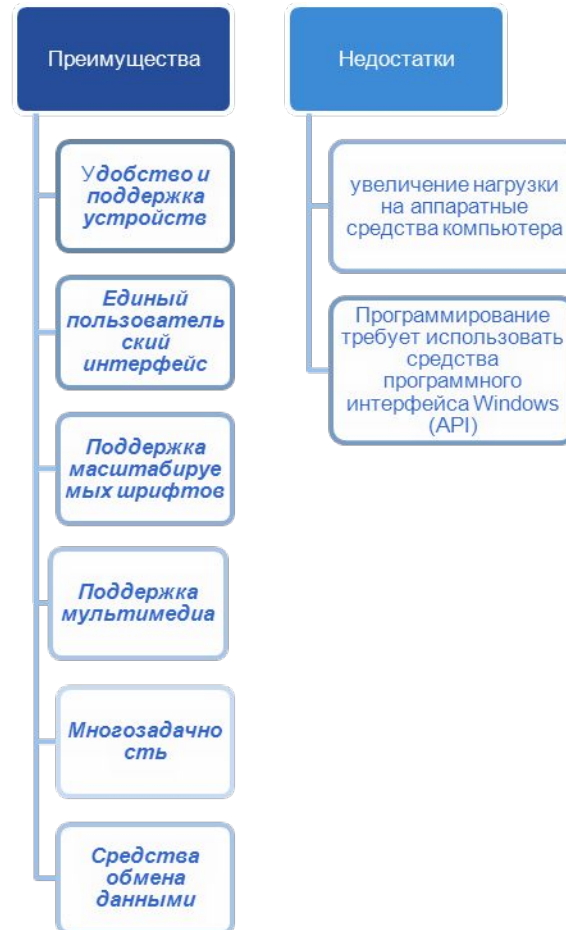 Преимущества
Удобство и
поддержка
устройств
Единый
пользователь
ский
интерфейс
Поддержка
масштабируе
мых шрифтов
Поддержка
мультимедиа
Многозадачно
сть
Средства
обмена
данными
Недостатки
увеличение нагрузки
на аппаратные
средства компьютера
Программирование
требует использовать
средства
программного
интерфейса Windows
(API)